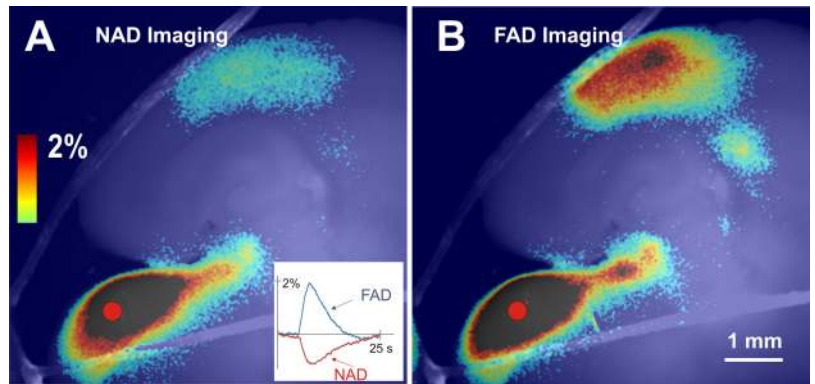 A
NAD Imaging
2%
2%
FAD
25 s
NAD
B
FAD Imaging
1 mm